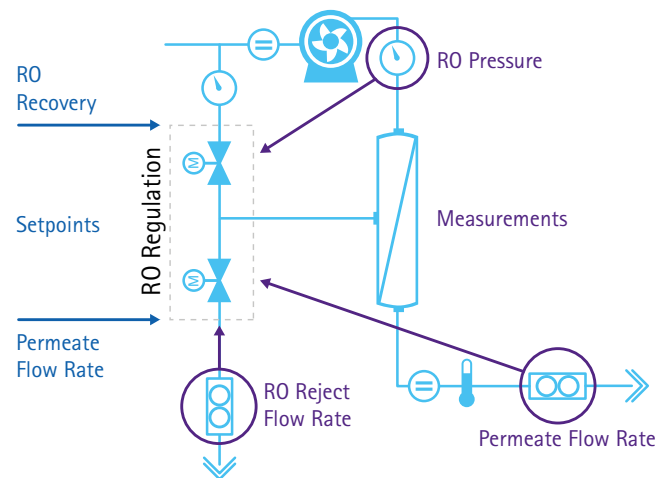 RO
Recovery
RO Pressure
M
RO Regulation
Setpoints
Measurements
M
Permeate
Flow Rate
RO Reject
Flow Rate
Permeate Flow Rate